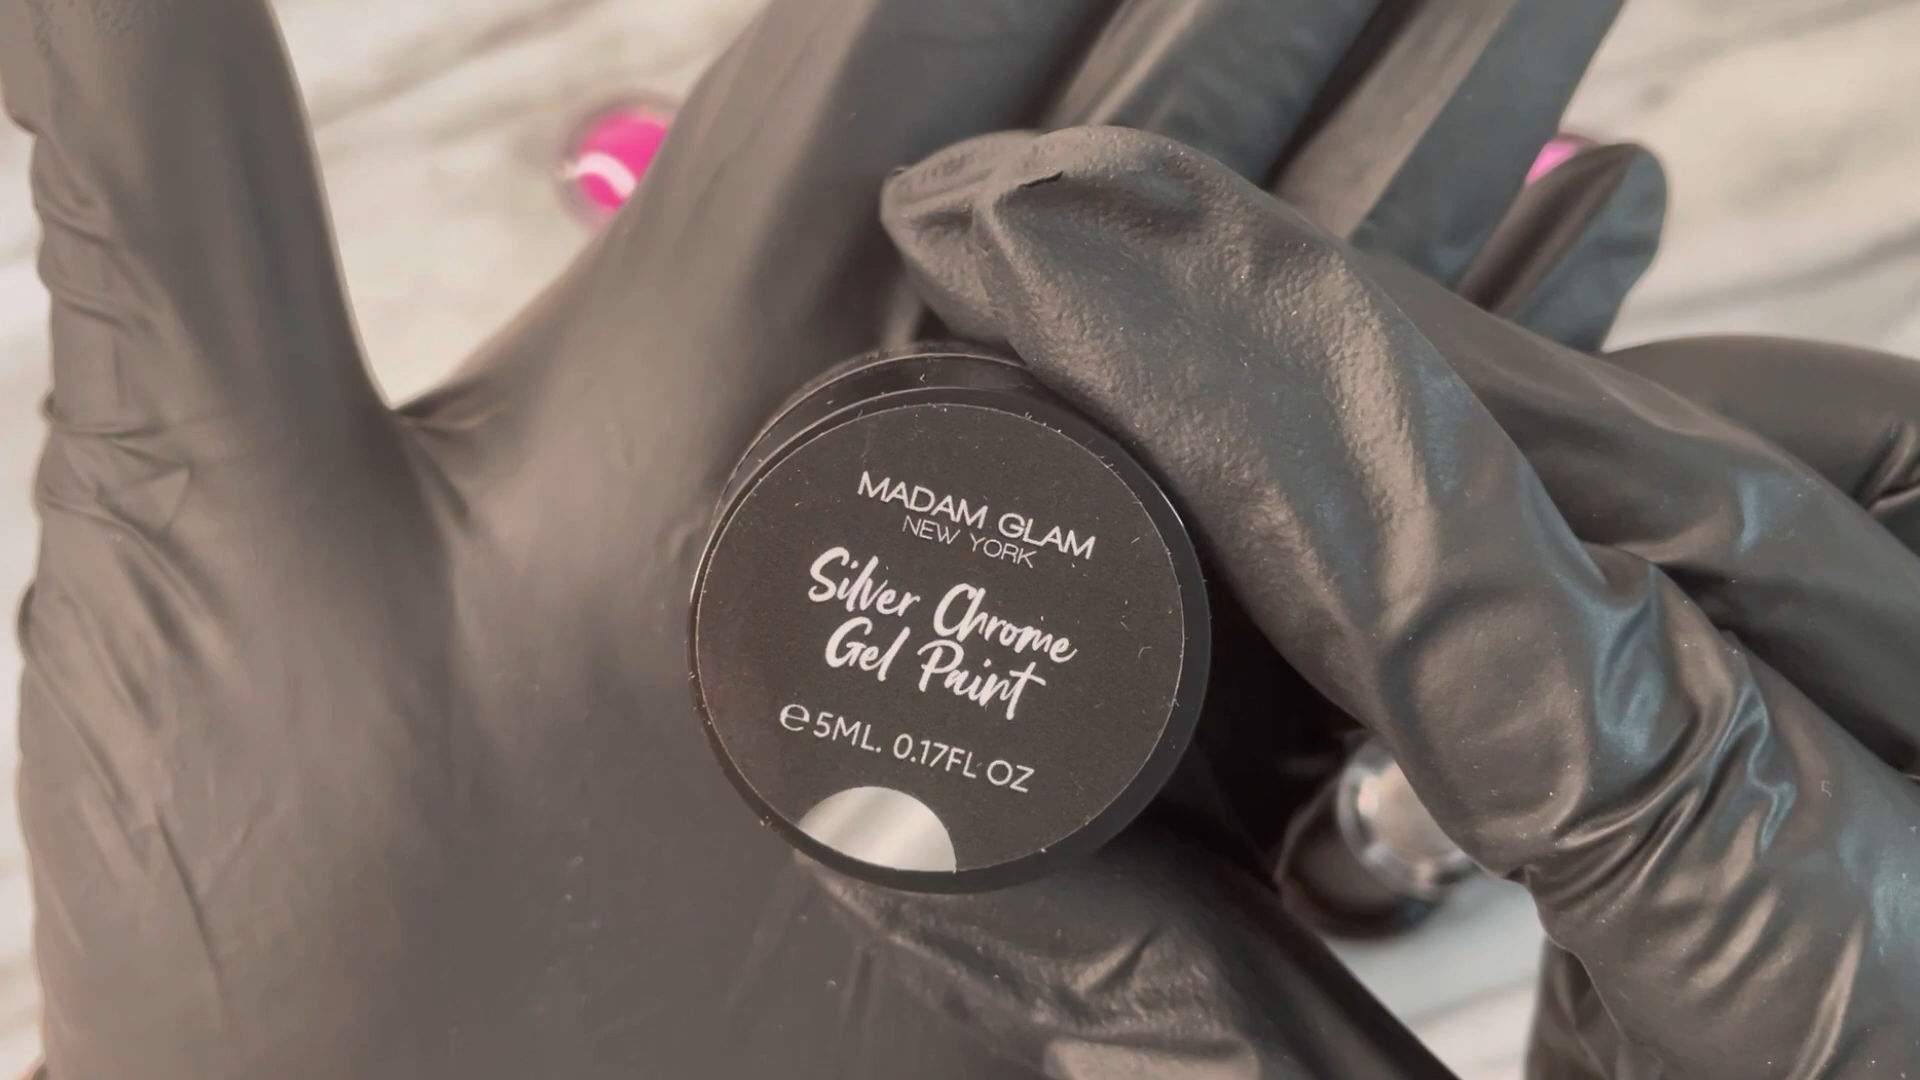 MADAM GLAM
NEW YORK
Silver Chrome
Gel Paint
℮ 5ML. 0.17FL OZ